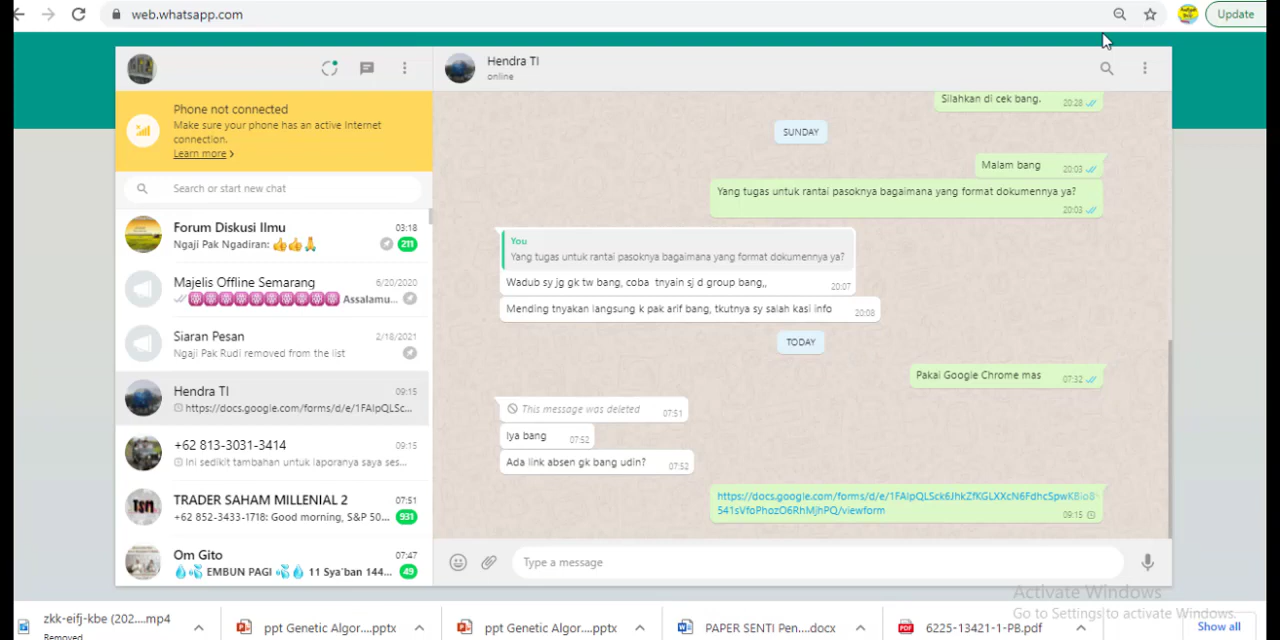 web.whatsapp.com
Update
Phone not connected
Make sure your phone has an active Internet
connection.
Learn more >
Search or start new chat
Forum Diskusi Ilmu 03:18
Ngaji Pak Ngadiran: 👍👍🙏 211
Majelis Offline Semarang 6/20/2020
Assalamu...
Siaran Pesan 2/18/2021
Ngaji Pak Rudi removed from the list
Hendra TI 09:15
https://docs.google.com/forms/d/e/1FAIpQLSc...
+62 813-3031-3414 09:15
Ini sedikit tambahan untuk laporanya saya ses...
TRADER SAHAM MILLENIAL 2 07:51
+62 852-3433-1718: Good morning, S&P 50... 931
Om Gito 07:47
💧💦 EMBUN PAGI 💦💧 11 Sya'ban 144... 49
Hendra TI
online
Silahkan di cek bang. 20:28
SUNDAY
Malam bang 20:03
Yang tugas untuk rantai pasoknya bagaimana yang format dokumennya ya?
20:03
You
Yang tugas untuk rantai pasoknya bagaimana yang format dokumennya ya?
Wadub sy jg gk tw bang, coba tnyain sj d group bang,, 20:07
Mending tnyakan langsung k pak arif bang, tkutnya sy salah kasi info 20:08
TODAY
Pakai Google Chrome mas 07:32
This message was deleted 07:51
Iya bang 07:52
Ada link absen gk bang udin? 07:52
https://docs.google.com/forms/d/e/1FAIpQLSck6JhkZfKGLXXcN6FdhcSpwKBio8
541sVfoPhozO6RhMjhPQ/viewform
09:15
Type a message
Activate Windows
Go to Settings to activate Windows.
zkk-eifj-kbe (202....mp4
Removed
ppt Genetic Algor....pptx
ppt Genetic Algor....pptx
PAPER SENTI Pen....docx
6225-13421-1-PB.pdf
Show all